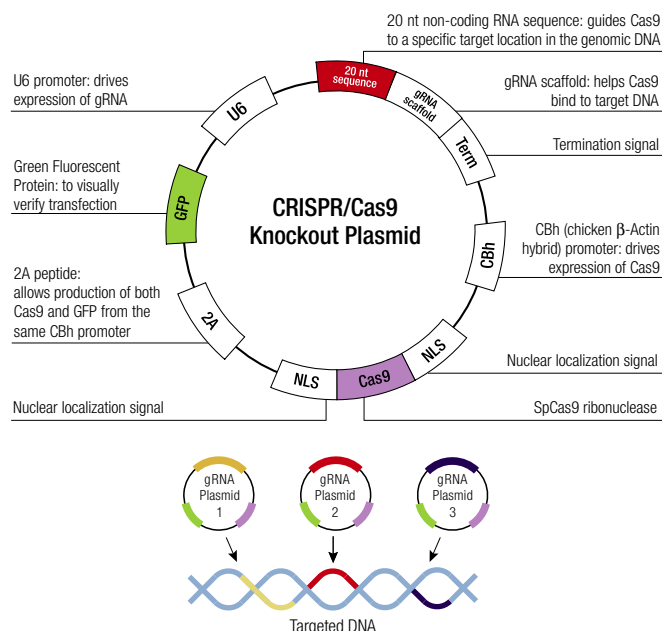 20 nt non-coding RNA sequence: guides Cas9
to a specific target location in the genomic DNA
U6 promoter: drives
expression of gRNA
20 nt
sequence
gRNA
scaffold
gRNA scaffold: helps Cas9
bind to target DNA
U6
Term
Termination signal
Green Fluorescent
Protein: to visually
verify transfection
GFP
CRISPR/Cas9
Knockout Plasmid
CBh
CBh (chicken β-Actin
hybrid) promoter: drives
expression of Cas9
2A peptide:
allows production of both
Cas9 and GFP from the
same CBh promoter
2A
NLS
Cas9
NLS
Nuclear localization signal
Nuclear localization signal
SpCas9 ribonuclease
gRNA
Plasmid
1
gRNA
Plasmid
2
gRNA
Plasmid
3
Targeted DNA